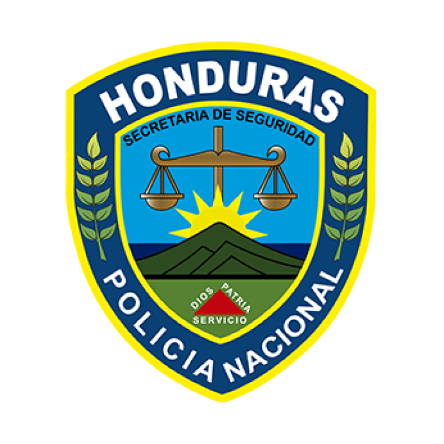 HONDURAS
SECRETARIA DE SEGURIDAD
DIOS PATRIA
SERVICIO
POLICIA NACIONAL